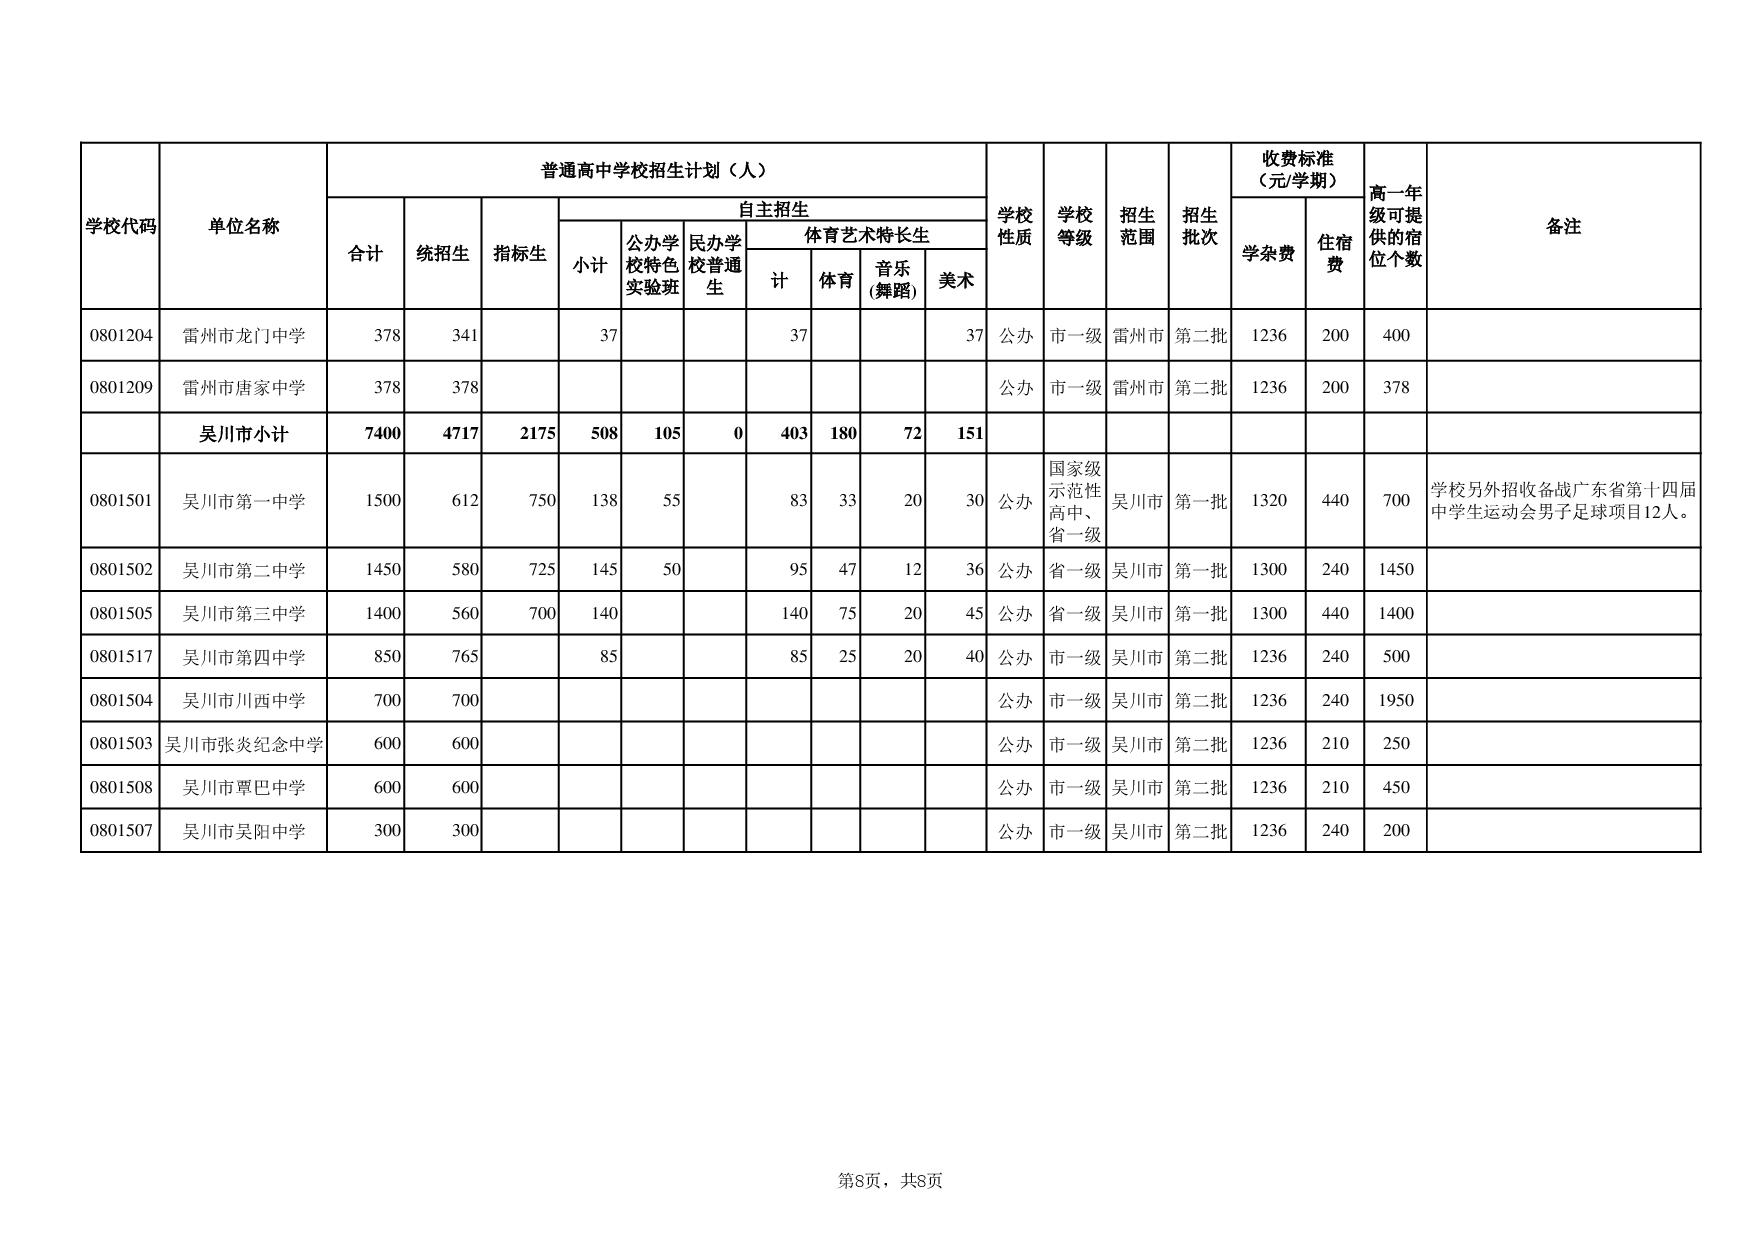 学校代码 单位名称 普通高中学校招生计划（人） 学校性质 学校等级 招生范围 招生批次 收费标准（元/学期） 高一年级可提供的宿位个数 备注
合计 统招生 指标生 自主招生 学杂费 住宿费
小计 公办学校特色实验班 民办学校普通生 体育艺术特长生
计 体育 音乐(舞蹈) 美术
0801204 雷州市龙门中学 378 341 37 37 37 公办 市一级 雷州市 第二批 1236 200 400
0801209 雷州市唐家中学 378 378 公办 市一级 雷州市 第二批 1236 200 378
吴川市小计 7400 4717 2175 508 105 0 403 180 72 151
0801501 吴川市第一中学 1500 612 750 138 55 83 33 20 30 公办 国家级示范性高中、省一级 吴川市 第一批 1320 440 700 学校另外招收备战广东省第十四届中学生运动会男子足球项目12人。
0801502 吴川市第二中学 1450 580 725 145 50 95 47 12 36 公办 省一级 吴川市 第一批 1300 240 1450
0801505 吴川市第三中学 1400 560 700 140 140 75 20 45 公办 省一级 吴川市 第一批 1300 440 1400
0801517 吴川市第四中学 850 765 85 85 25 20 40 公办 市一级 吴川市 第二批 1236 240 500
0801504 吴川市川西中学 700 700 公办 市一级 吴川市 第二批 1236 240 1950
0801503 吴川市张炎纪念中学 600 600 公办 市一级 吴川市 第二批 1236 210 250
0801508 吴川市覃巴中学 600 600 公办 市一级 吴川市 第二批 1236 210 450
0801507 吴川市吴阳中学 300 300 公办 市一级 吴川市 第二批 1236 240 200
第8页，共8页